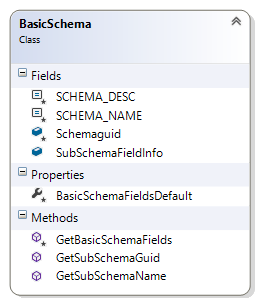 BasicSchema
Class
Fields
SCHEMA_DESC
SCHEMA_NAME
Schemaguid
SubSchemaFieldInfo
Properties
BasicSchemaFieldsDefault
Methods
GetBasicSchemaFields
GetSubSchemaGuid
GetSubSchemaName